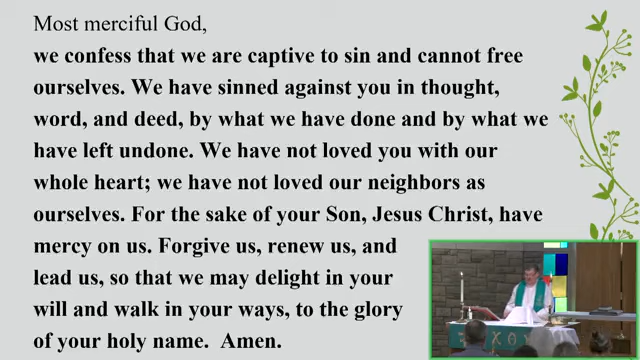 Most merciful God,
we confess that we are captive to sin and cannot free
ourselves. We have sinned against you in thought,
word, and deed, by what we have done and by what we
have left undone. We have not loved you with our
whole heart; we have not loved our neighbors as
ourselves. For the sake of your Son, Jesus Christ, have
mercy on us. Forgive us, renew us, and
lead us, so that we may delight in your
will and walk in your ways, to the glory
of your holy name.  Amen.